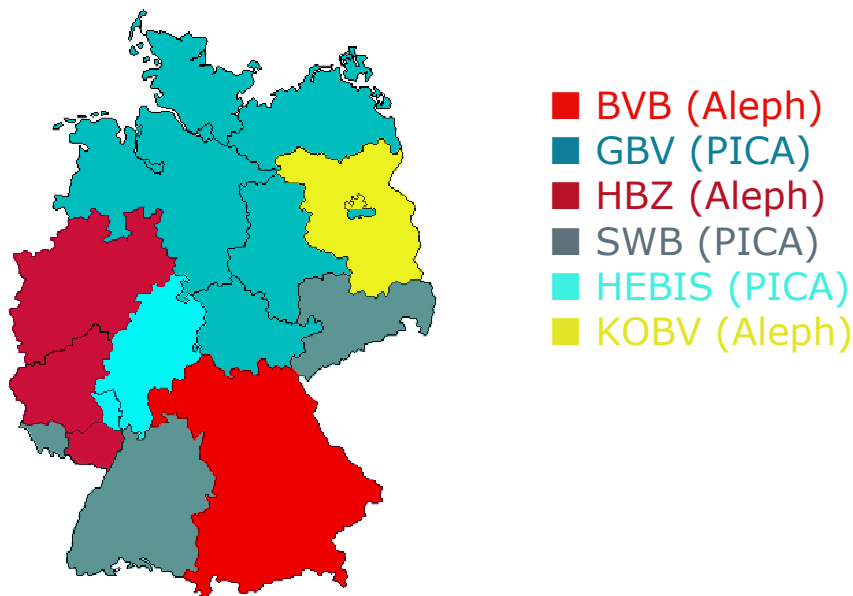 BVB (Aleph)
GBV (PICA)
HBZ (Aleph)
SWB (PICA)
HEBIS (PICA)
KOBV (Aleph)